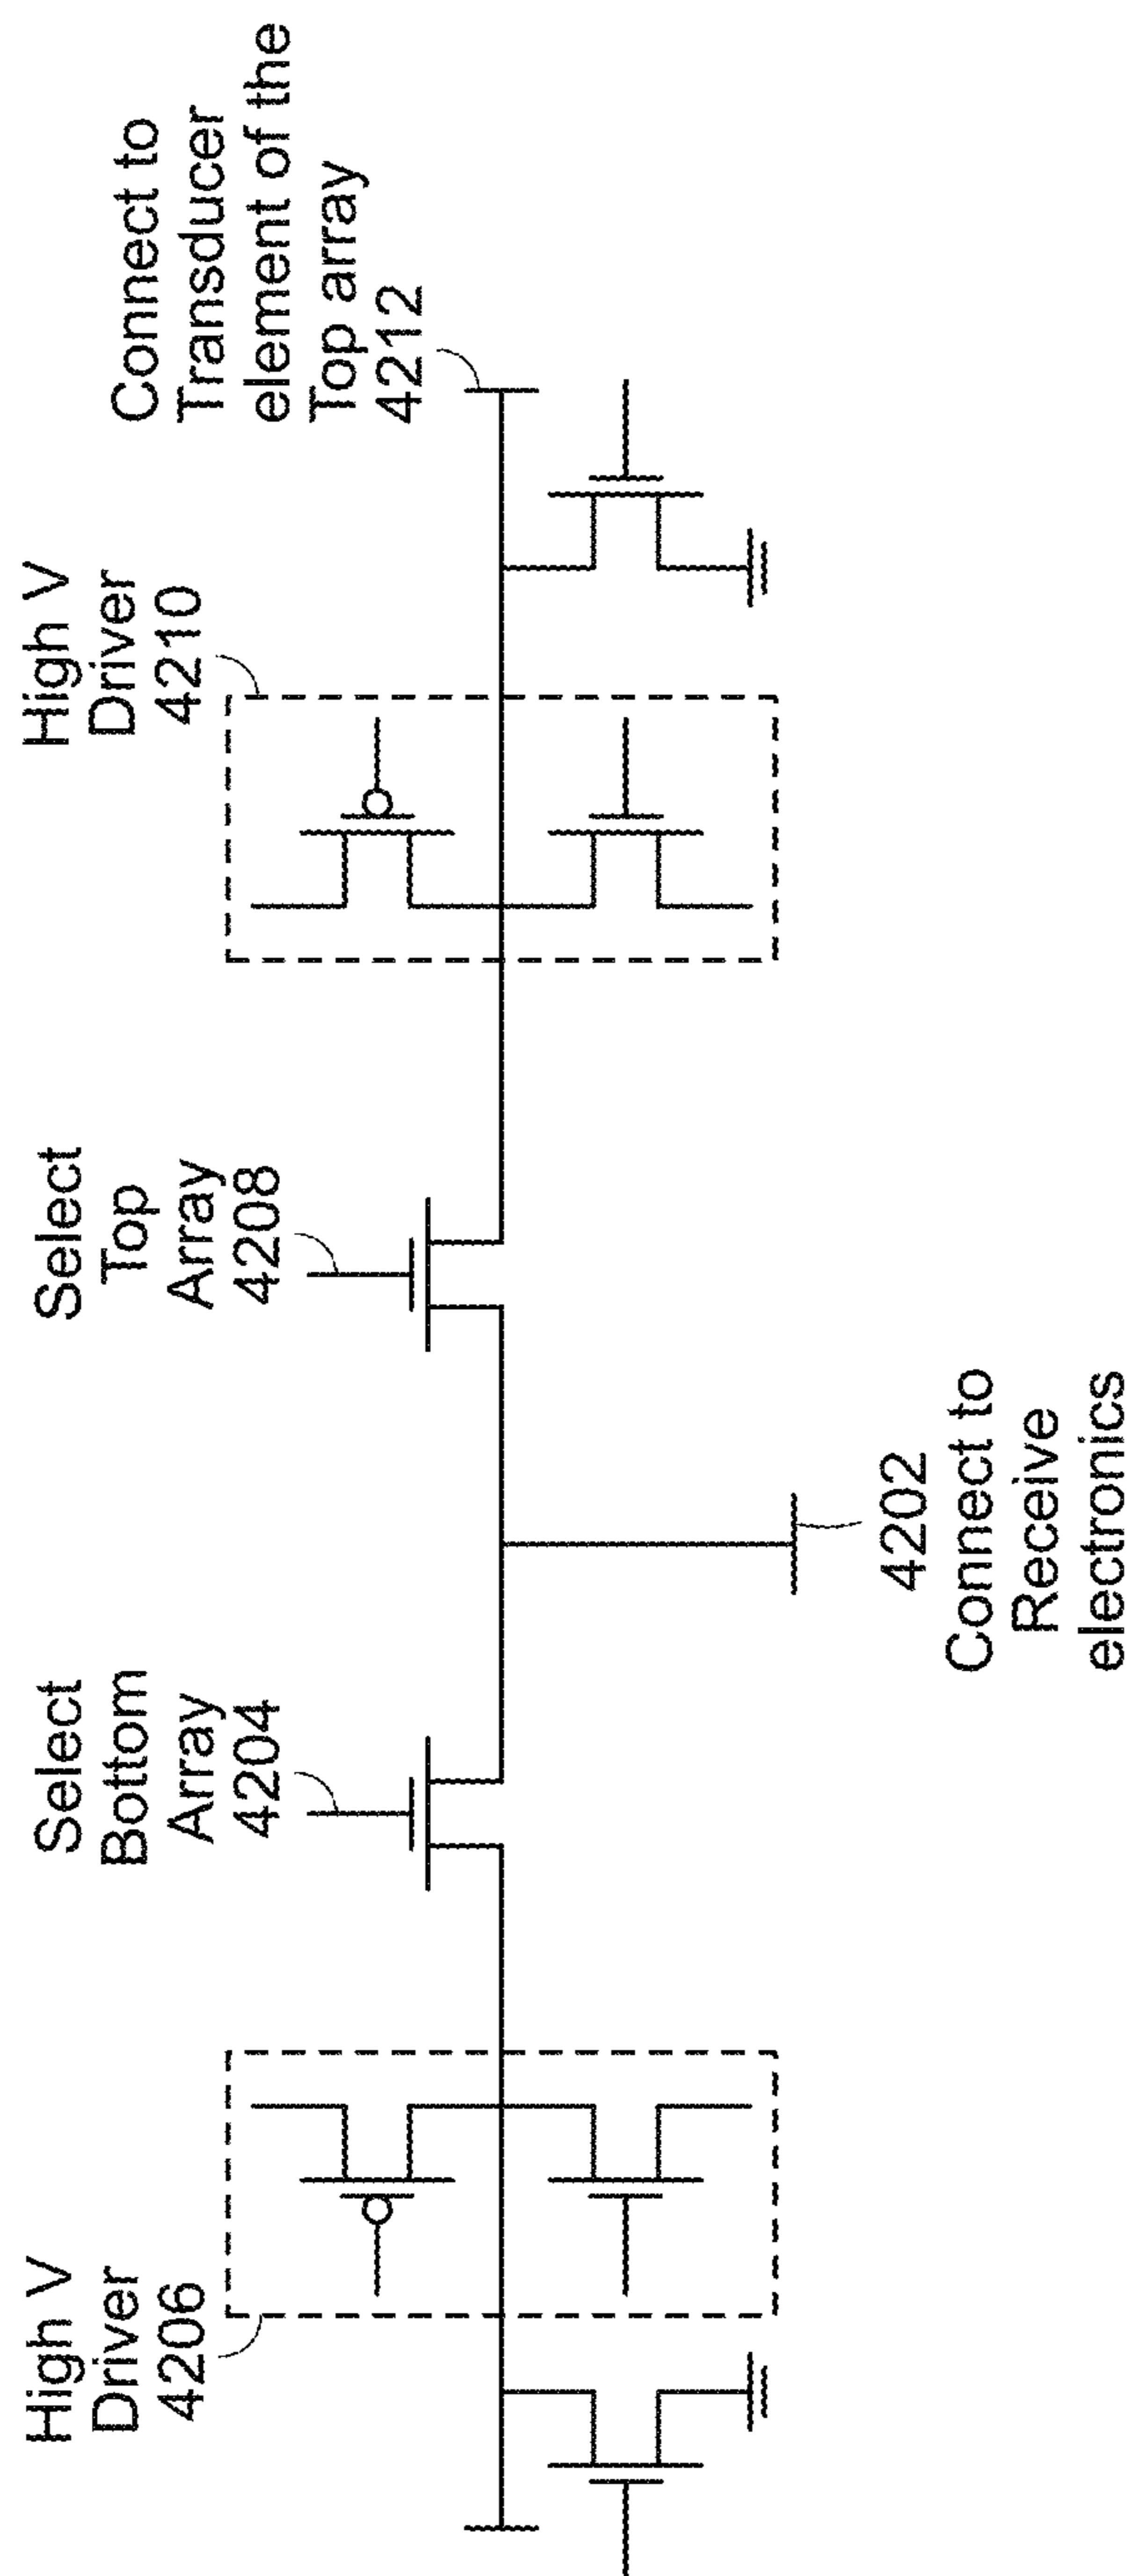 High V
Driver
4206
Select
Bottom
Array
4204
Select
Top
Array
4208
High V
Driver
4210
Connect to
Transducer
element of the
Top array
4212
4202
Connect to
Receive
electronics